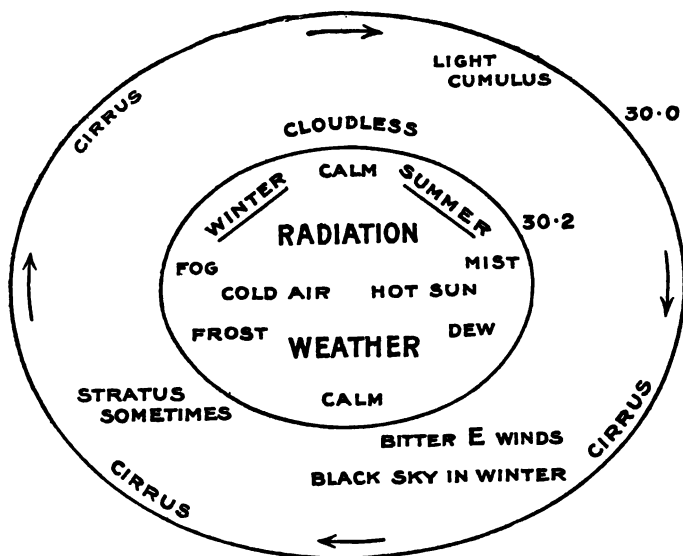 LIGHT
CUMULUS
CIRRUS
30·0
CLOUDLESS
CALM
WINTER
SUMMER
30·2
RADIATION
FOG
MIST
COLD AIR
HOT SUN
FROST
DEW
WEATHER
STRATUS
SOMETIMES
CALM
CIRRUS
BITTER E WINDS
BLACK SKY IN WINTER
CIRRUS